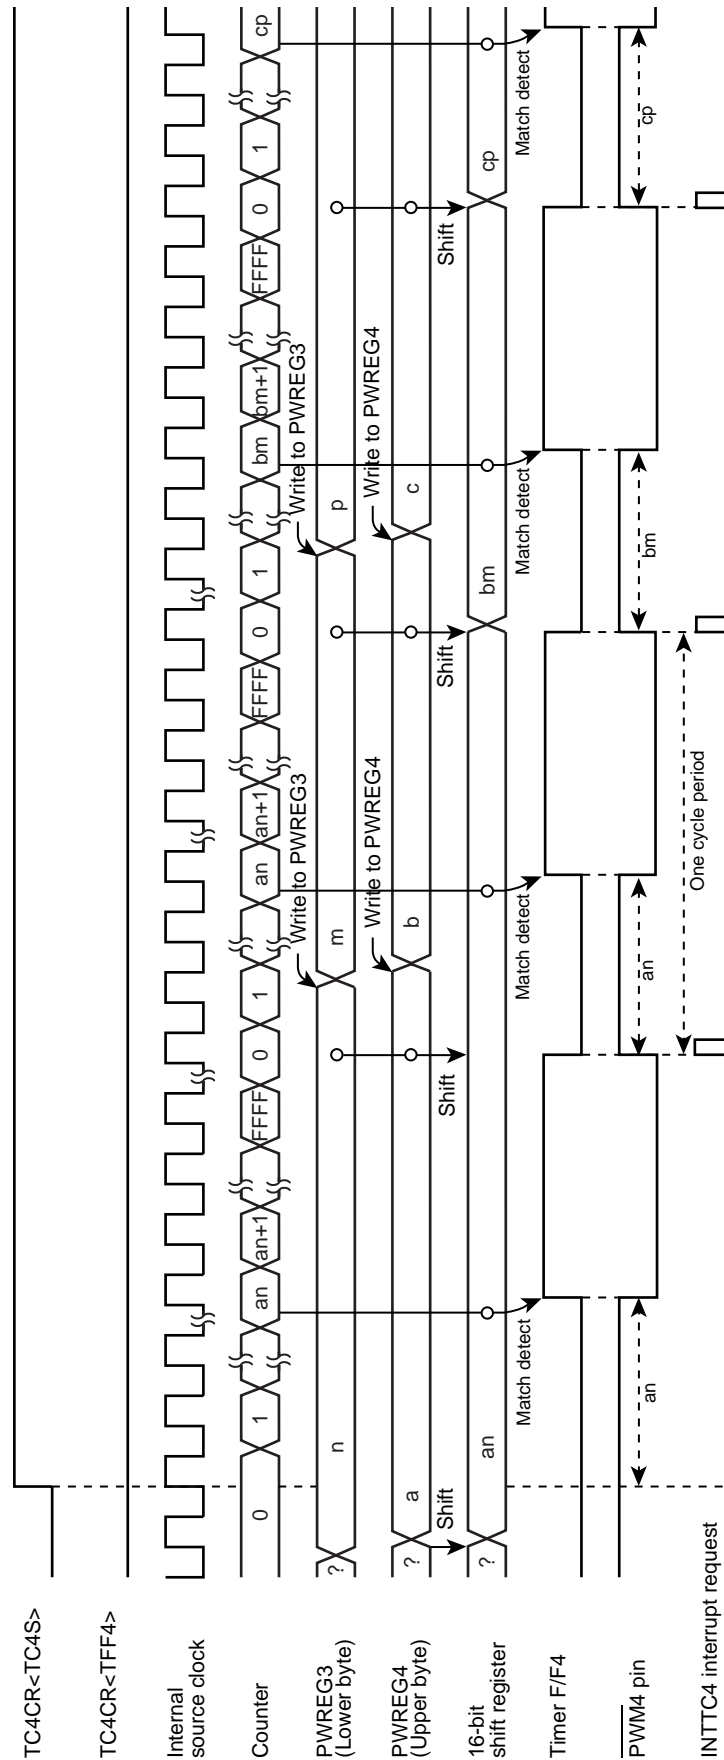 TC4CR<TC4S>
TC4CR<TFF4>
Internal
source clock
Counter
0 1 an an+1 FFFF 0 1 an an+1 FFFF 0 1 bm bm+1 FFFF 0 1 cp
Write to PWREG3
Write to PWREG3
PWREG3
(Lower byte)
? n m p
Write to PWREG4
Write to PWREG4
PWREG4
(Upper byte)
? a b c
Shift
Shift
Shift
Shift
16-bit
shift register
? an bm cp
Match detect
Match detect
Match detect
Match detect
Timer F/F4
PWM4 pin
an
an
bm
cp
One cycle period
INTTC4 interrupt request